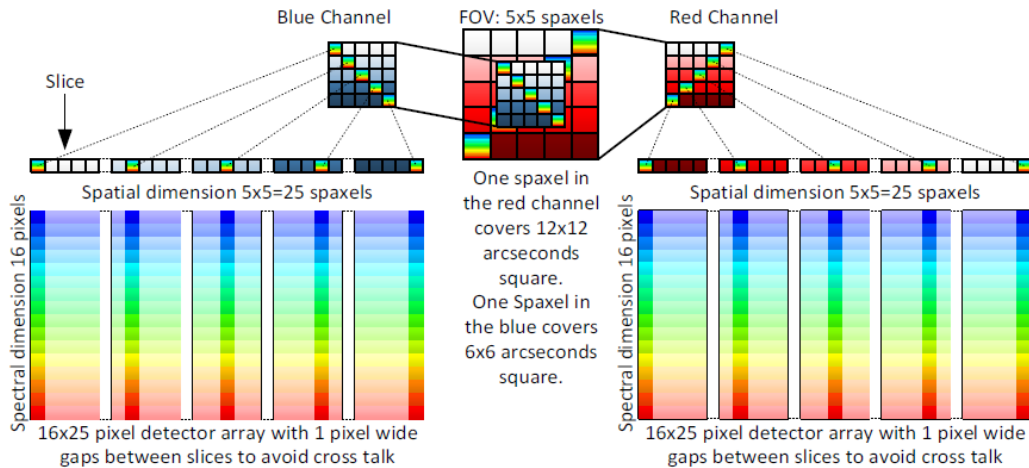 Blue Channel
FOV: 5x5 spaxels
Red Channel
Slice
Spatial dimension 5x5=25 spaxels
Spectral dimension 16 pixels
16x25 pixel detector array with 1 pixel wide
gaps between slices to avoid cross talk
One spaxel in
the red channel
covers 12x12
arcseconds
square.
One Spaxel in
the blue covers
6x6 arcseconds
square.
Spatial dimension 5x5=25 spaxels
Spectral dimension 16 pixels
16x25 pixel detector array with 1 pixel wide
gaps between slices to avoid cross talk